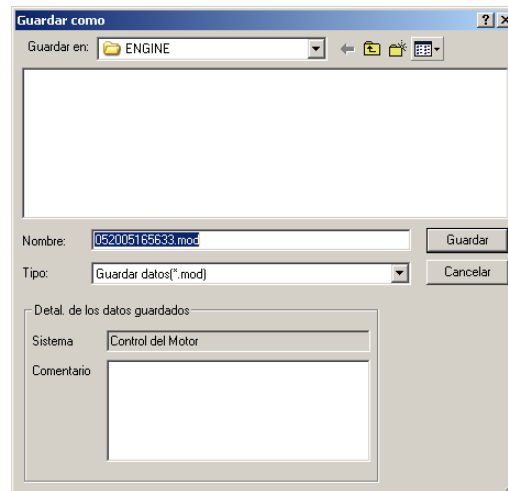 Guardar como
Guardar en: ENGINE
Nombre: 052005165633.mod Guardar
Tipo: Guardar datos(*.mod) Cancelar
Detal. de los datos guardados
Sistema Control del Motor
Comentario